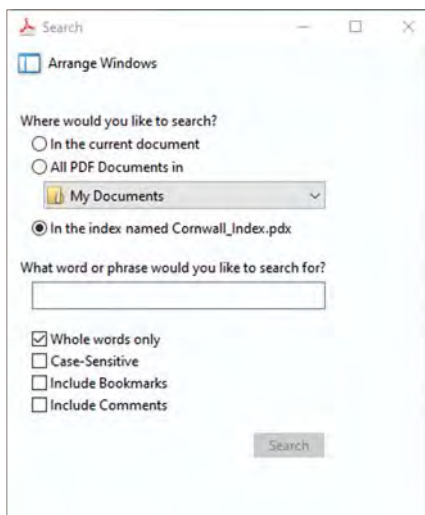 Search
Arrange Windows
Where would you like to search?
In the current document
All PDF Documents in
My Documents
In the index named Cornwall_Index.pdx
What word or phrase would you like to search for?
Whole words only
Case-Sensitive
Include Bookmarks
Include Comments
Search